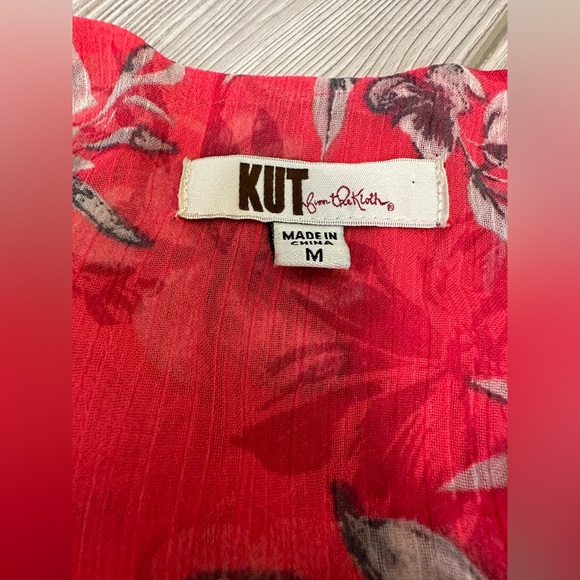 KUT from the Kloth®
MADE IN
CHINA
M